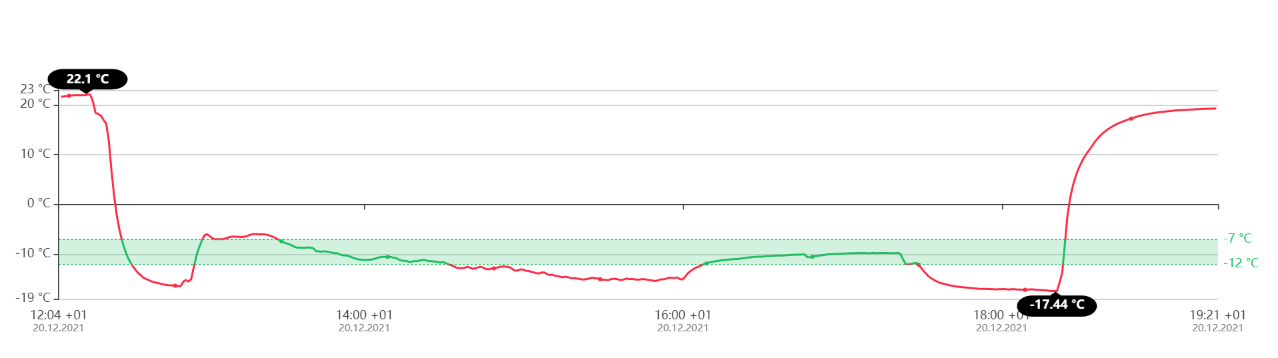 22.1 °C
23 °C
20 °C
10 °C
0 °C
-7 °C
-10 °C
-12 °C
-19 °C
-17.44 °C
12:04 +01 14:00 +01 16:00 +01 18:00 +01 19:21 +01
20.12.2021 20.12.2021 20.12.2021 20.12.2021 20.12.2021